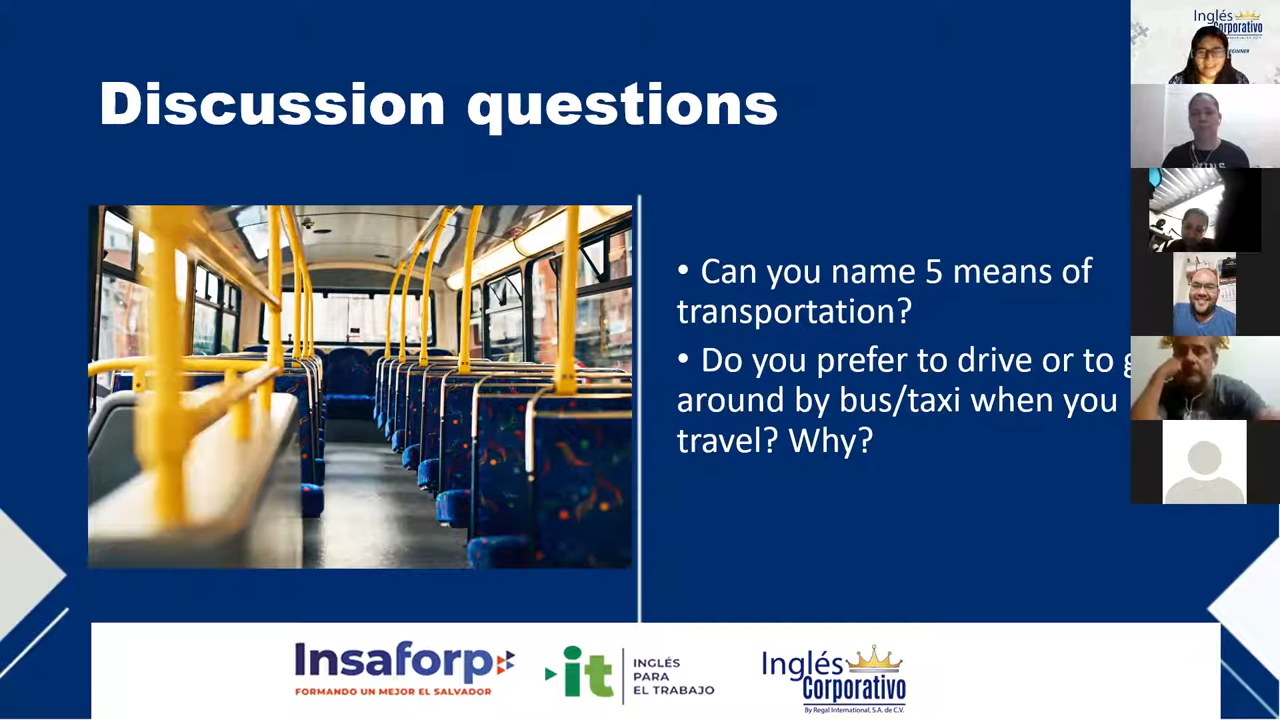 Discussion questions
• Can you name 5 means of
transportation?
• Do you prefer to drive or to g
around by bus/taxi when you
travel? Why?
Insaforp
FORMANDO UN MEJOR EL SALVADOR
it
INGLÉS
PARA
EL TRABAJO
Inglés
Corporativo
By Regal International, S.A. de C.V.
Inglés
Corporativo